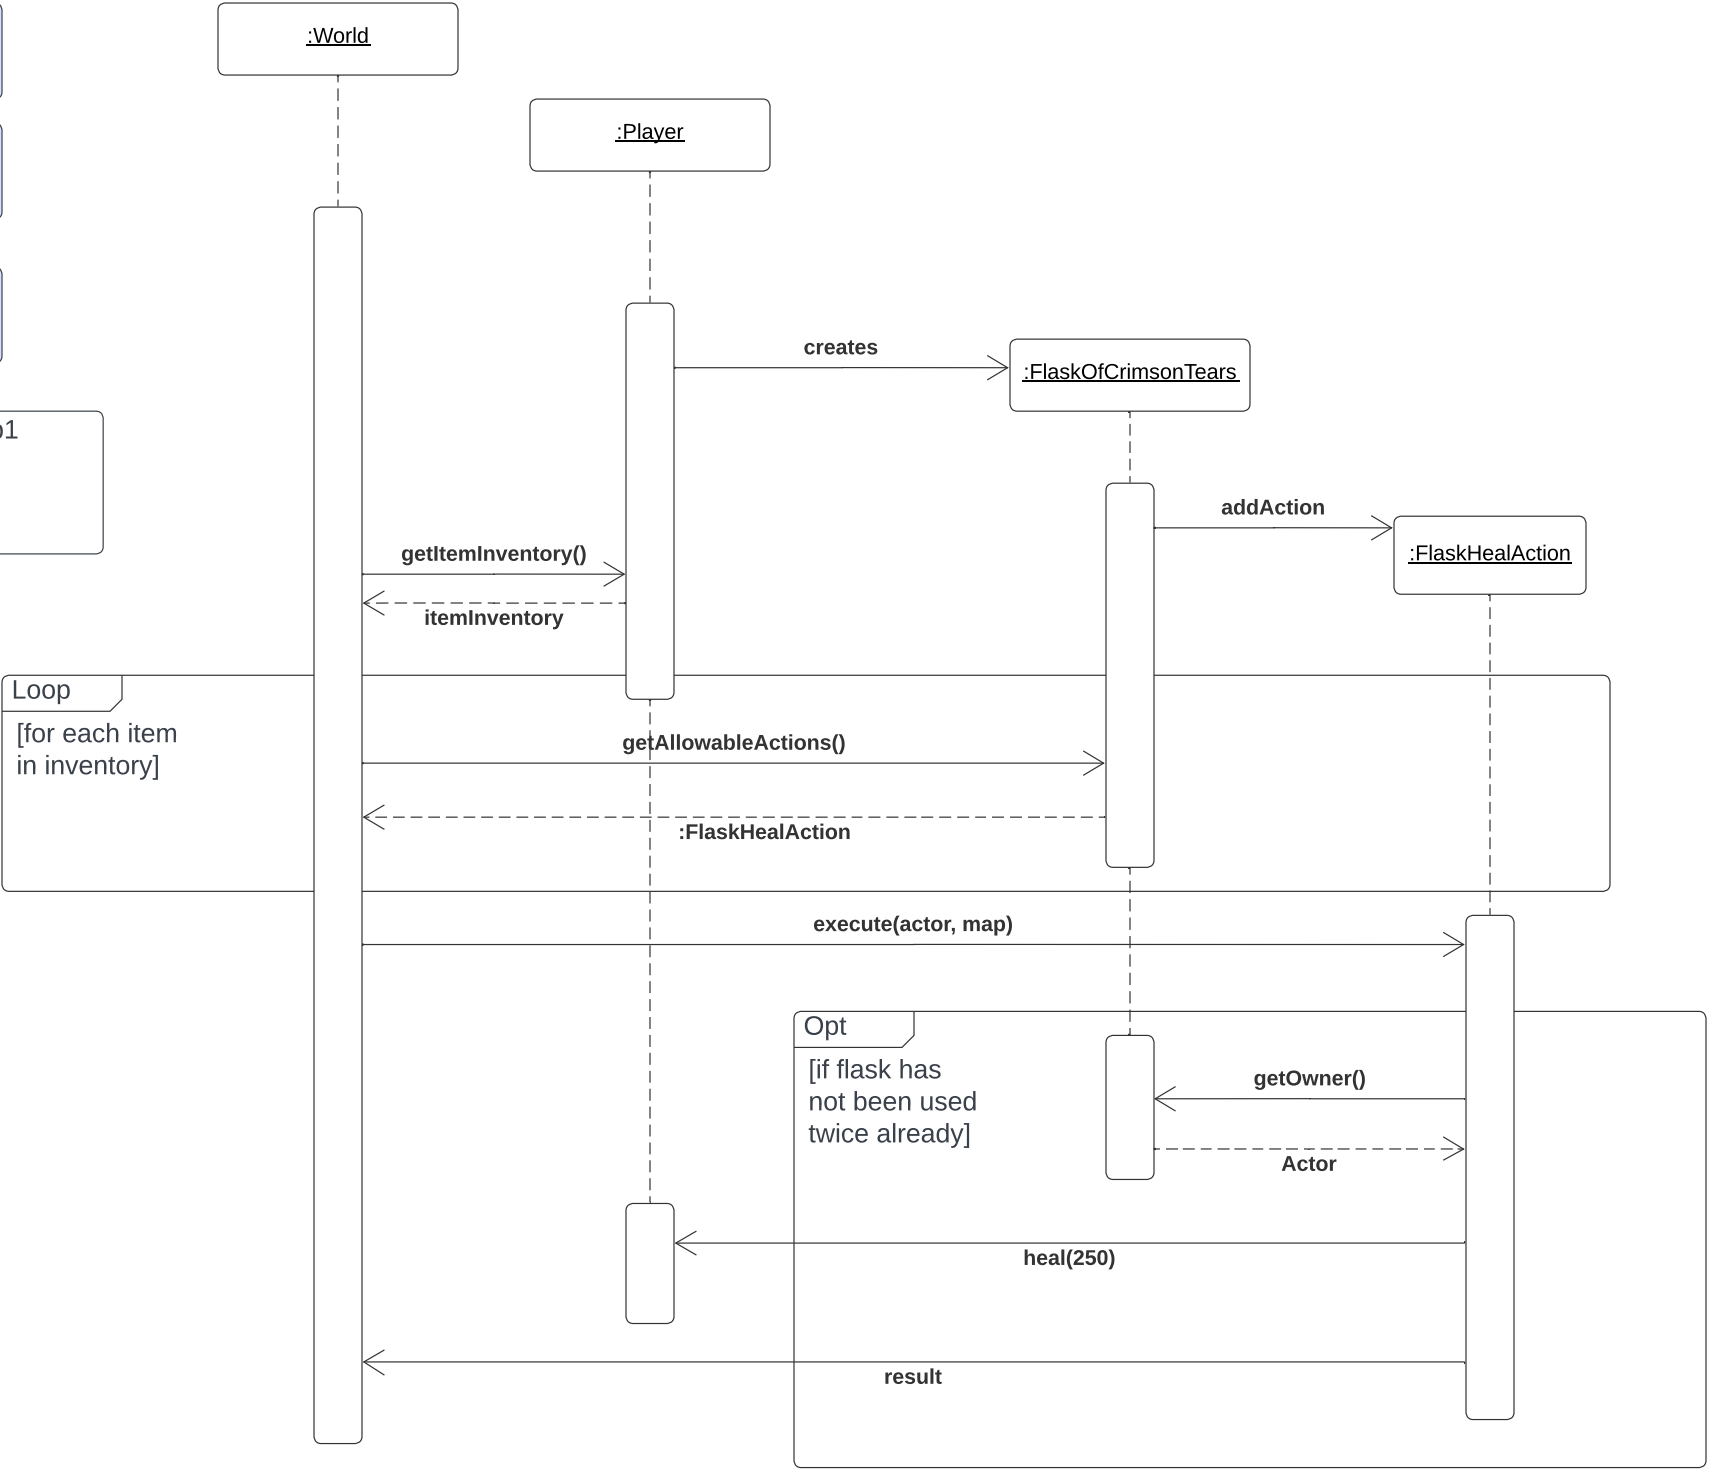 :World
:Player
creates
:FlaskOfCrimsonTears
addAction
:FlaskHealAction
getItemInventory()
itemInventory
Loop
[for each item
in inventory]
getAllowableActions()
:FlaskHealAction
execute(actor, map)
Opt
[if flask has
not been used
twice already]
getOwner()
Actor
heal(250)
result